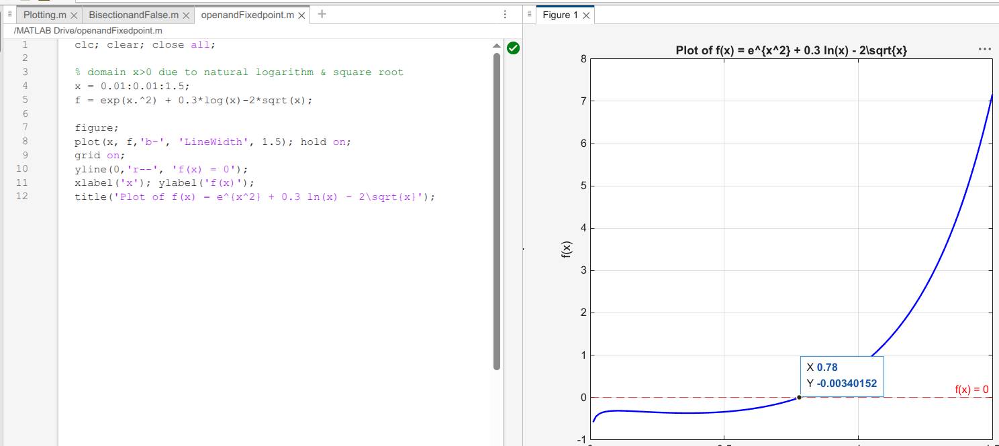 Plotting.m
BisectionandFalse.m
openandFixedpoint.m
/MATLAB Drive/openandFixedpoint.m
1 clc; clear; close all;
2
3 % domain x>0 due to natural logarithm & square root
4 x = 0.01:0.01:1.5;
5 f = exp(x.^2) + 0.3*log(x)-2*sqrt(x);
6
7 figure;
8 plot(x, f,'b-', 'LineWidth', 1.5); hold on;
9 grid on;
10 yline(0,'r--', 'f(x) = 0');
11 xlabel('x'); ylabel('f(x)');
12 title('Plot of f(x) = e^{x^2} + 0.3 ln(x) - 2\sqrt{x}');
Figure 1
Plot of f(x) = e^{x^2} + 0.3 ln(x) - 2\sqrt{x}
8
7
6
5
4
f(x)
3
2
1
X 0.78
Y -0.00340152
f(x) = 0
0
-1